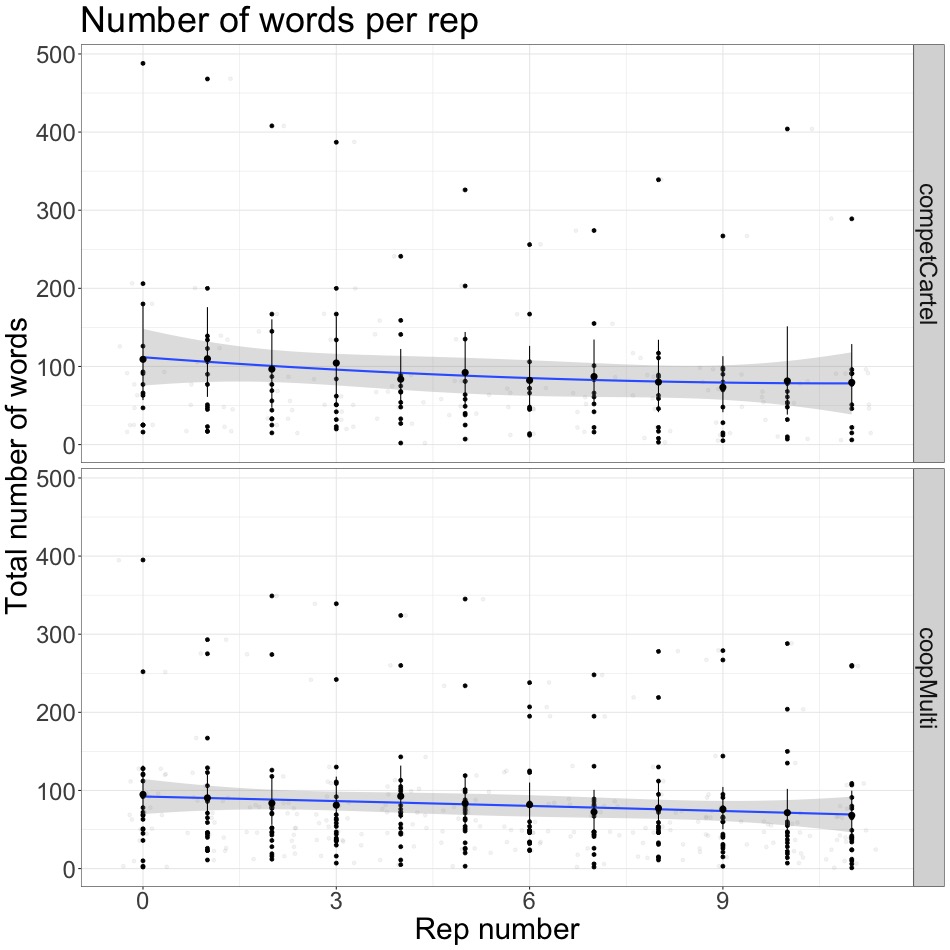 Number of words per rep
Total number of words
500
400
300
200
100
0
competCartel
500
400
300
200
100
0
coopMulti
0 3 6 9
Rep number